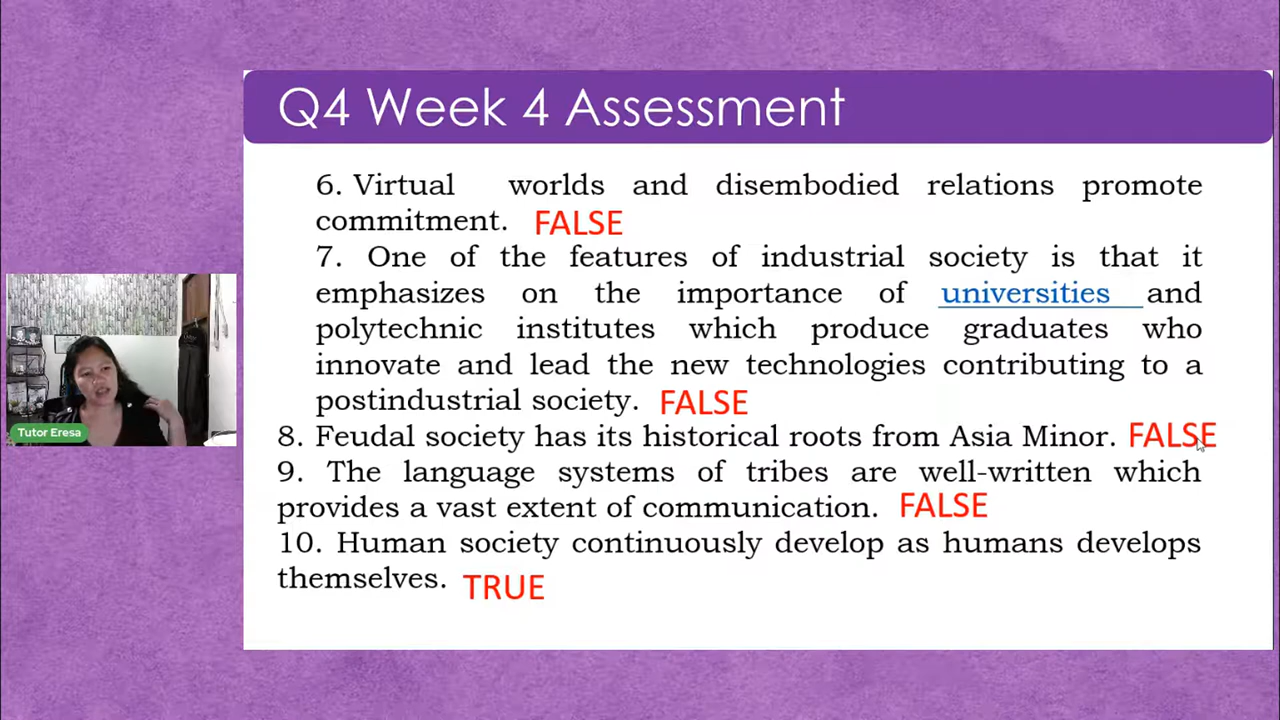 Q4 Week 4 Assessment
6. Virtual worlds and disembodied relations promote
commitment. FALSE
7. One of the features of industrial society is that it
emphasizes on the importance of universities and
polytechnic institutes which produce graduates who
innovate and lead the new technologies contributing to a
postindustrial society. FALSE
8. Feudal society has its historical roots from Asia Minor. FALSE
9. The language systems of tribes are well-written which
provides a vast extent of communication. FALSE
10. Human society continuously develop as humans develops
themselves. TRUE
Tutor Eresa